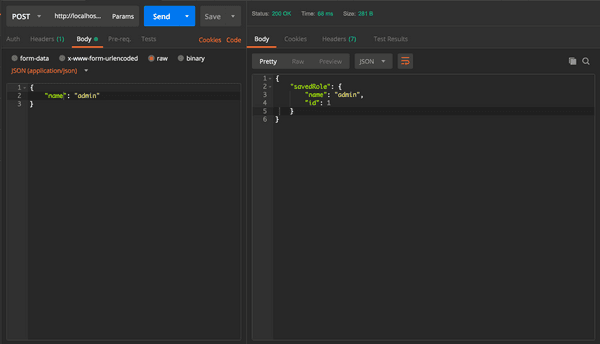 POST http://localhos... Params Send Save
Auth Headers (1) Body Pre-req. Tests Cookies Code
form-data x-www-form-urlencoded raw binary
JSON (application/json)
1 {
2 "name": "admin"
3 }
Status: 200 OK Time: 66 ms Size: 281 B
Body Cookies Headers (7) Test Results
Pretty Raw Preview JSON
1 {
2 "savedRole": {
3 "name": "admin",
4 "id": 1
5 }
6 }